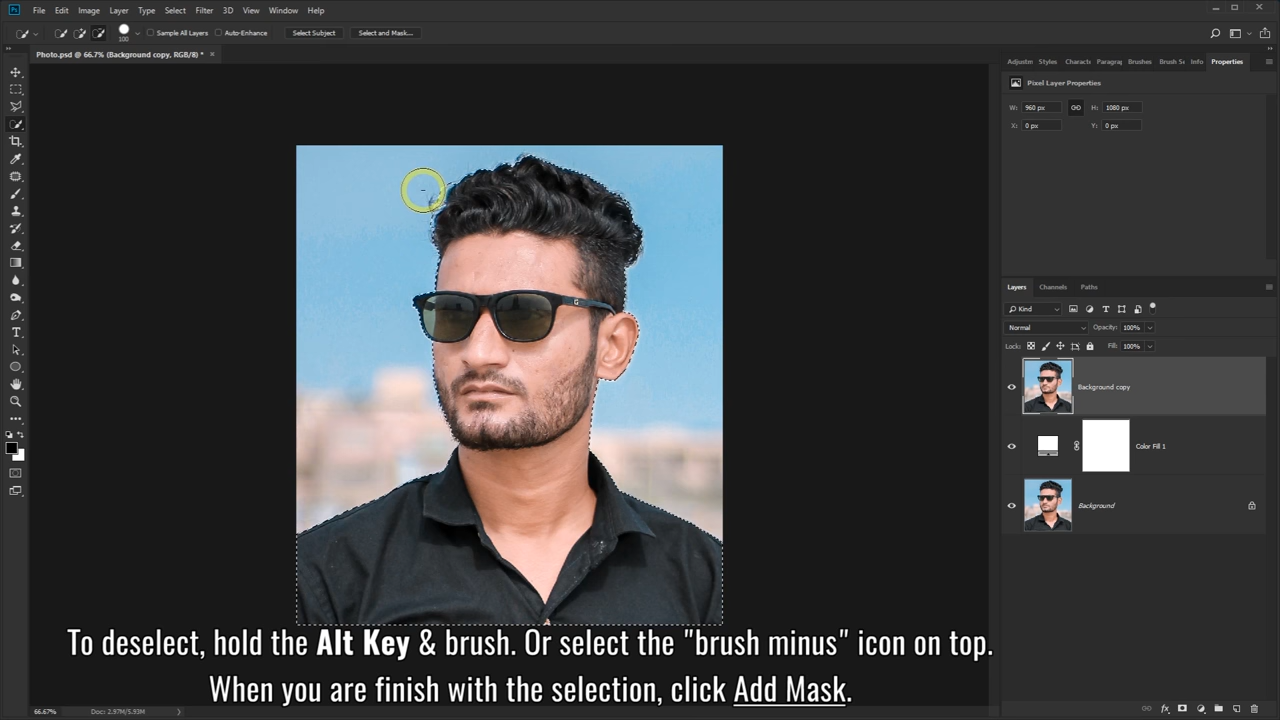 Ps File Edit Image Layer Type Select Filter 3D View Window Help
100 Sample All Layers Auto-Enhance Select Subject Select and Mask...
Photo.psd @ 66.7% (Background copy, RGB/8) * ×
Adjustm Styles Charact Paragraț Brushes Brush Se Info Properties
Pixel Layer Properties
W: 960 px H: 1080 px
X: 0 px Y: 0 px
Layers Channels Paths
Kind
Normal Opacity: 100%
Lock: Fill: 100%
Background copy
Color Fill 1
Background
To deselect, hold the Alt Key & brush. Or select the "brush minus" icon on top.
When you are finish with the selection, click Add Mask.
66.67% Doc: 2.97M/5.93M